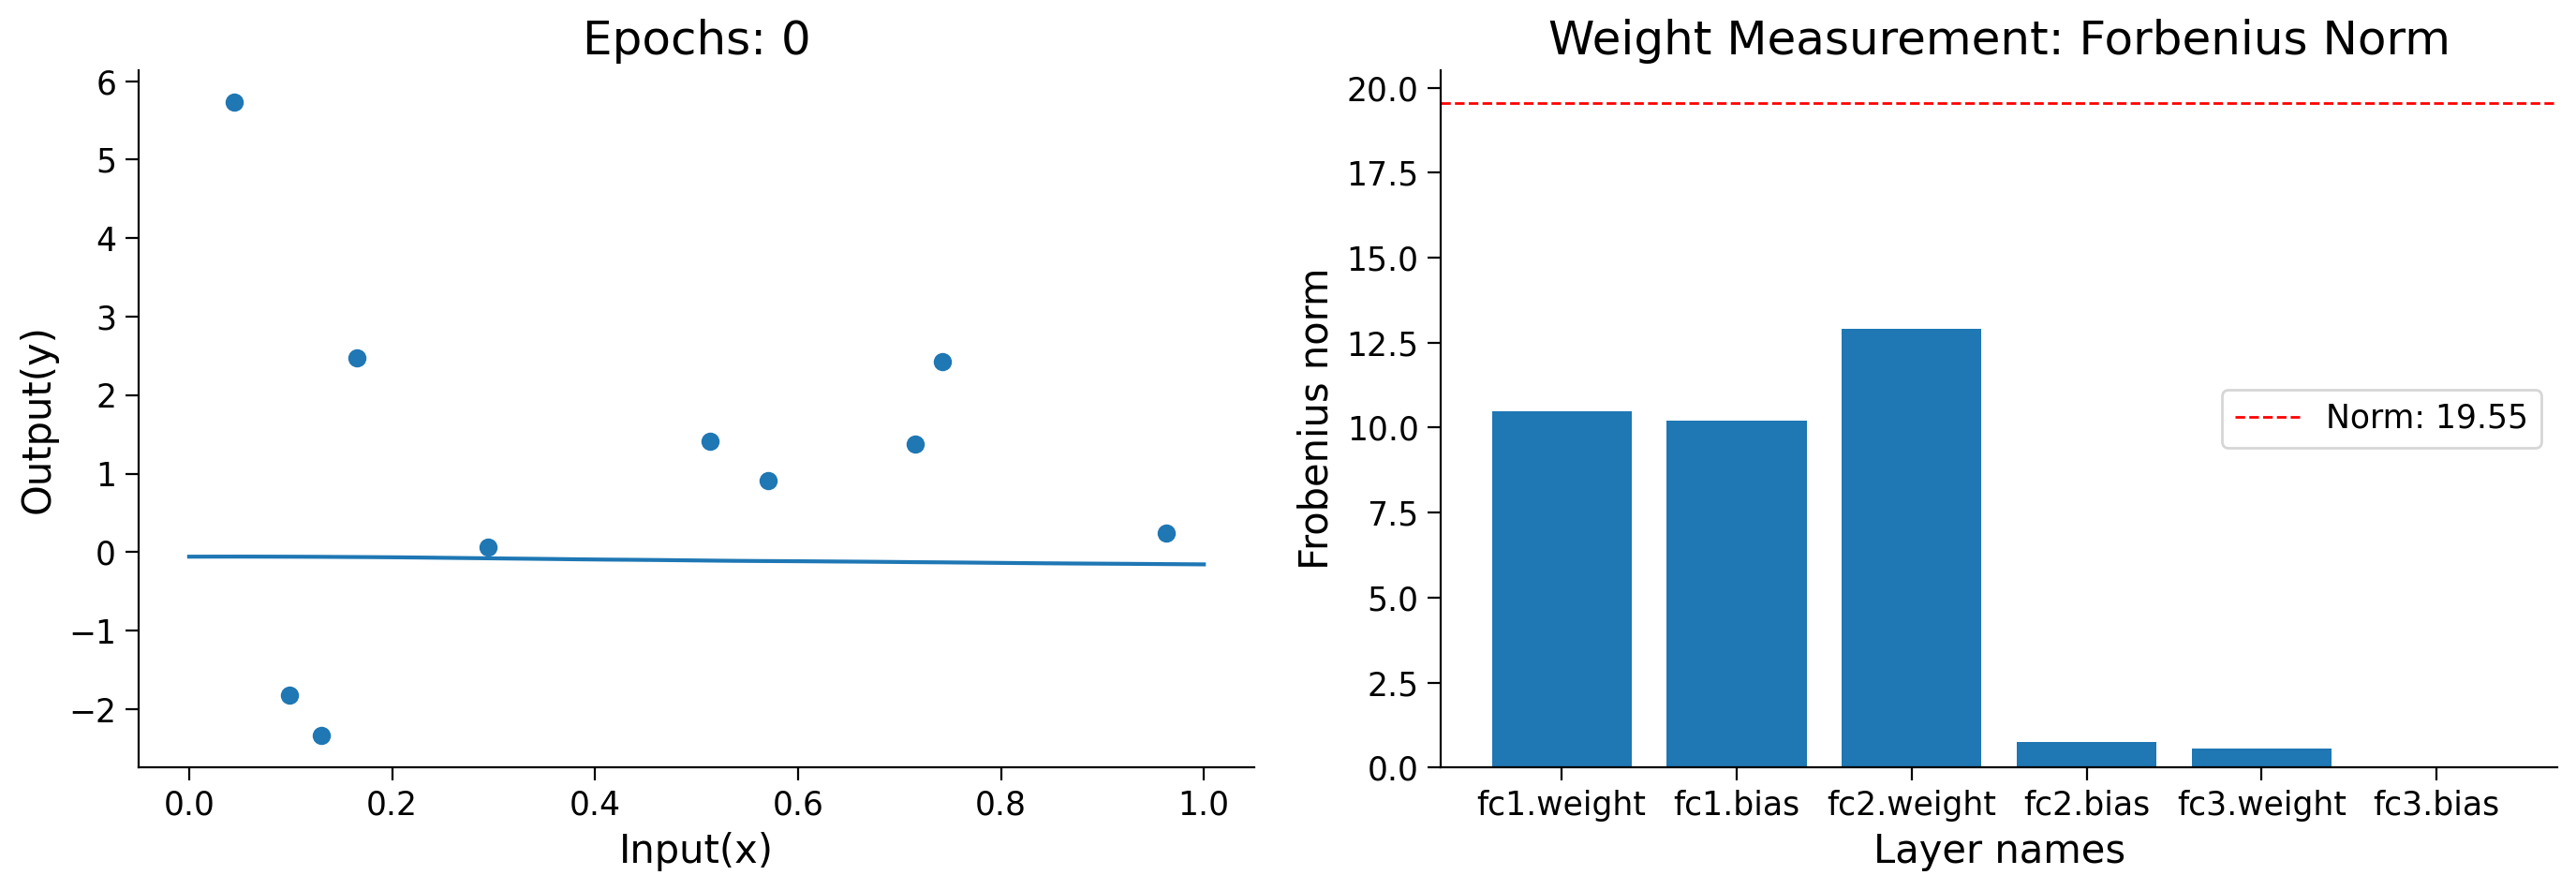 Epochs: 0
6
5
4
3
2
1
0
−1
−2
Output(y)
0.0 0.2 0.4 0.6 0.8 1.0
Input(x)
Weight Measurement: Forbenius Norm
20.0
17.5
15.0
12.5
10.0
7.5
5.0
2.5
0.0
Frobenius norm
Norm: 19.55
fc1.weight fc1.bias fc2.weight fc2.bias fc3.weight fc3.bias
Layer names